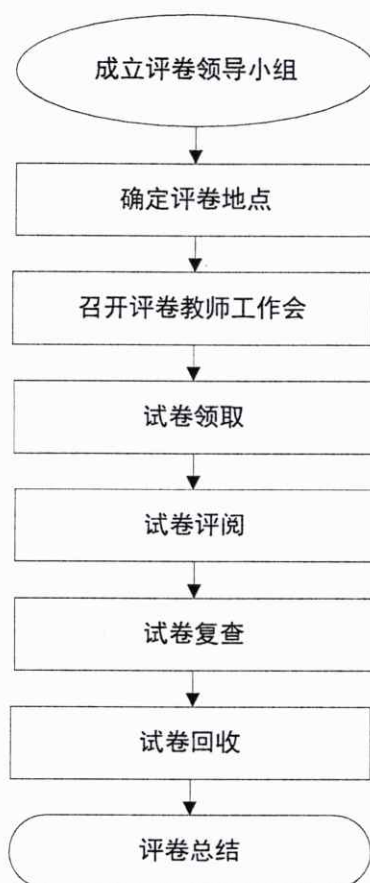 成立评卷领导小组
确定评卷地点
召开评卷教师工作会
试卷领取
试卷评阅
试卷复查
试卷回收
评卷总结